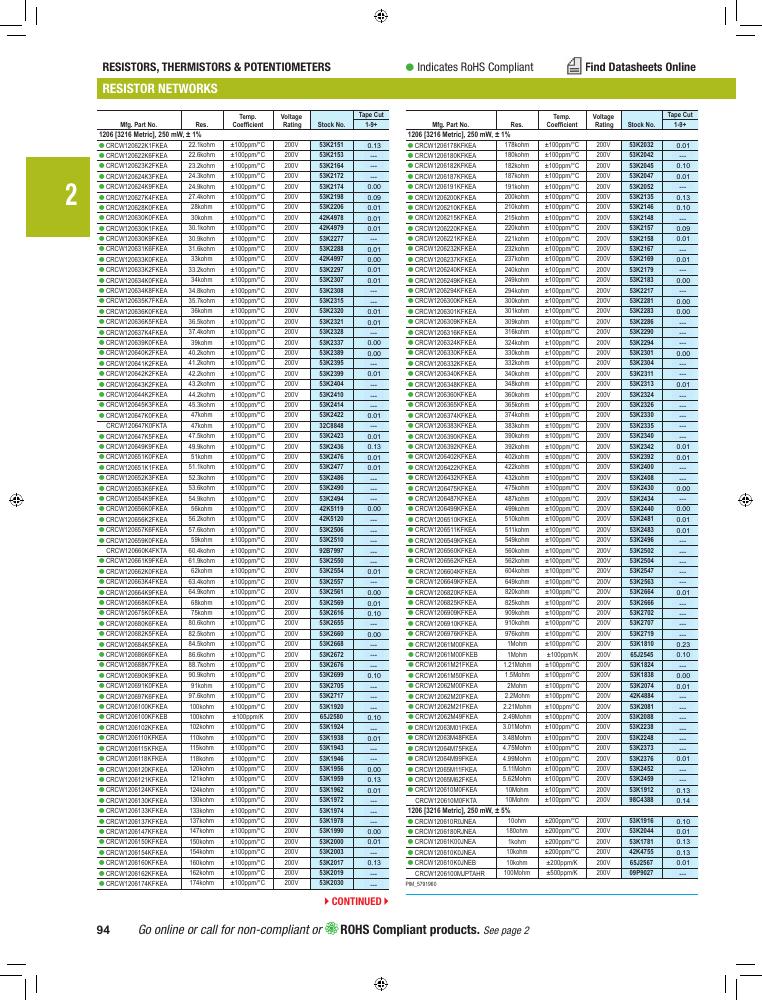 RESISTORS, THERMISTORS & POTENTIOMETERS
Indicates RoHS Compliant
Find Datasheets Online
RESISTOR NETWORKS
2
Mfg. Part No. Res. Temp. Coefficient Voltage Rating Stock No. Tape Cut 1-9+
1206 [3216 Metric], 250 mW, ± 1%
CRCW120622K1FKEA 22.1kohm ±100ppm/°C 200V 53K2151 0.13
CRCW120622K6FKEA 22.6kohm ±100ppm/°C 200V 53K2153 ---
CRCW120623K2FKEA 23.2kohm ±100ppm/°C 200V 53K2164 ---
CRCW120624K3FKEA 24.3kohm ±100ppm/°C 200V 53K2172 ---
CRCW120624K9FKEA 24.9kohm ±100ppm/°C 200V 53K2174 0.00
CRCW120627K4FKEA 27.4kohm ±100ppm/°C 200V 53K2198 0.09
CRCW120628K0FKEA 28kohm ±100ppm/°C 200V 53K2206 0.01
CRCW120630K0FKEA 30kohm ±100ppm/°C 200V 42K4978 0.01
CRCW120630K1FKEA 30.1kohm ±100ppm/°C 200V 42K4979 0.01
CRCW120630K9FKEA 30.9kohm ±100ppm/°C 200V 53K2277 ---
CRCW120631K6FKEA 31.6kohm ±100ppm/°C 200V 53K2288 0.01
CRCW120633K0FKEA 33kohm ±100ppm/°C 200V 42K4997 0.00
CRCW120633K2FKEA 33.2kohm ±100ppm/°C 200V 53K2297 0.01
CRCW120634K0FKEA 34kohm ±100ppm/°C 200V 53K2307 0.01
CRCW120634K8FKEA 34.8kohm ±100ppm/°C 200V 53K2308 ---
CRCW120635K7FKEA 35.7kohm ±100ppm/°C 200V 53K2315 ---
CRCW120636K0FKEA 36kohm ±100ppm/°C 200V 53K2320 0.01
CRCW120636K5FKEA 36.5kohm ±100ppm/°C 200V 53K2321 0.01
CRCW120637K4FKEA 37.4kohm ±100ppm/°C 200V 53K2328 ---
CRCW120639K0FKEA 39kohm ±100ppm/°C 200V 53K2337 0.00
CRCW120640K2FKEA 40.2kohm ±100ppm/°C 200V 53K2389 0.00
CRCW120641K2FKEA 41.2kohm ±100ppm/°C 200V 53K2395 ---
CRCW120642K2FKEA 42.2kohm ±100ppm/°C 200V 53K2399 0.01
CRCW120643K2FKEA 43.2kohm ±100ppm/°C 200V 53K2404 ---
CRCW120644K2FKEA 44.2kohm ±100ppm/°C 200V 53K2410 ---
CRCW120645K3FKEA 45.3kohm ±100ppm/°C 200V 53K2414 ---
CRCW120647K0FKEA 47kohm ±100ppm/°C 200V 53K2422 0.01
CRCW120647K0FKTA 47kohm ±100ppm/°C 200V 32C8848 ---
CRCW120647K5FKEA 47.5kohm ±100ppm/°C 200V 53K2423 0.01
CRCW120649K9FKEA 49.9kohm ±100ppm/°C 200V 53K2436 0.13
CRCW120651K0FKEA 51kohm ±100ppm/°C 200V 53K2476 0.01
CRCW120651K1FKEA 51.1kohm ±100ppm/°C 200V 53K2477 0.01
CRCW120652K3FKEA 52.3kohm ±100ppm/°C 200V 53K2486 ---
CRCW120653K6FKEA 53.6kohm ±100ppm/°C 200V 53K2490 ---
CRCW120654K9FKEA 54.9kohm ±100ppm/°C 200V 53K2494 ---
CRCW120656K0FKEA 56kohm ±100ppm/°C 200V 42K5119 0.00
CRCW120656K2FKEA 56.2kohm ±100ppm/°C 200V 42K5120 ---
CRCW120657K6FKEA 57.6kohm ±100ppm/°C 200V 53K2506 ---
CRCW120659K0FKEA 59kohm ±100ppm/°C 200V 53K2510 ---
CRCW120660K4FKTA 60.4kohm ±100ppm/°C 200V 92B7997 ---
CRCW120661K9FKEA 61.9kohm ±100ppm/°C 200V 53K2550 ---
CRCW120662K0FKEA 62kohm ±100ppm/°C 200V 53K2554 0.01
CRCW120663K4FKEA 63.4kohm ±100ppm/°C 200V 53K2557 ---
CRCW120664K9FKEA 64.9kohm ±100ppm/°C 200V 53K2561 0.00
CRCW120668K0FKEA 68kohm ±100ppm/°C 200V 53K2569 0.01
CRCW120675K0FKEA 75kohm ±100ppm/°C 200V 53K2616 0.10
CRCW120680K6FKEA 80.6kohm ±100ppm/°C 200V 53K2655 ---
CRCW120682K5FKEA 82.5kohm ±100ppm/°C 200V 53K2660 0.00
CRCW120684K5FKEA 84.5kohm ±100ppm/°C 200V 53K2668 ---
CRCW120686K6FKEA 86.6kohm ±100ppm/°C 200V 53K2672 ---
CRCW120688K7FKEA 88.7kohm ±100ppm/°C 200V 53K2676 ---
CRCW120690K9FKEA 90.9kohm ±100ppm/°C 200V 53K2699 0.10
CRCW120691K0FKEA 91kohm ±100ppm/°C 200V 53K2705 ---
CRCW120697K6FKEA 97.6kohm ±100ppm/°C 200V 53K2717 ---
CRCW1206100KFKEA 100kohm ±100ppm/°C 200V 53K1920 ---
CRCW1206100KFKEB 100kohm ±100ppm/K 200V 65J2580 0.10
CRCW1206102KFKEA 102kohm ±100ppm/°C 200V 53K1924 ---
CRCW1206110KFKEA 110kohm ±100ppm/°C 200V 53K1938 0.01
CRCW1206115KFKEA 115kohm ±100ppm/°C 200V 53K1943 ---
CRCW1206118KFKEA 118kohm ±100ppm/°C 200V 53K1946 ---
CRCW1206120KFKEA 120kohm ±100ppm/°C 200V 53K1956 0.00
CRCW1206121KFKEA 121kohm ±100ppm/°C 200V 53K1959 0.13
CRCW1206124KFKEA 124kohm ±100ppm/°C 200V 53K1962 0.01
CRCW1206130KFKEA 130kohm ±100ppm/°C 200V 53K1972 ---
CRCW1206133KFKEA 133kohm ±100ppm/°C 200V 53K1974 ---
CRCW1206137KFKEA 137kohm ±100ppm/°C 200V 53K1978 ---
CRCW1206147KFKEA 147kohm ±100ppm/°C 200V 53K1990 0.00
CRCW1206150KFKEA 150kohm ±100ppm/°C 200V 53K2000 0.01
CRCW1206154KFKEA 154kohm ±100ppm/°C 200V 53K2003 ---
CRCW1206160KFKEA 160kohm ±100ppm/°C 200V 53K2017 0.13
CRCW1206162KFKEA 162kohm ±100ppm/°C 200V 53K2019 ---
CRCW1206174KFKEA 174kohm ±100ppm/°C 200V 53K2030 ---
CONTINUED
Mfg. Part No. Res. Temp. Coefficient Voltage Rating Stock No. Tape Cut 1-9+
1206 [3216 Metric], 250 mW, ± 1%
CRCW1206178KFKEA 178kohm ±100ppm/°C 200V 53K2032 0.01
CRCW1206180KFKEA 180kohm ±100ppm/°C 200V 53K2042 ---
CRCW1206182KFKEA 182kohm ±100ppm/°C 200V 53K2045 0.10
CRCW1206187KFKEA 187kohm ±100ppm/°C 200V 53K2047 0.01
CRCW1206191KFKEA 191kohm ±100ppm/°C 200V 53K2052 ---
CRCW1206200KFKEA 200kohm ±100ppm/°C 200V 53K2135 0.13
CRCW1206210KFKEA 210kohm ±100ppm/°C 200V 53K2146 0.10
CRCW1206215KFKEA 215kohm ±100ppm/°C 200V 53K2148 ---
CRCW1206220KFKEA 220kohm ±100ppm/°C 200V 53K2157 0.09
CRCW1206221KFKEA 221kohm ±100ppm/°C 200V 53K2158 0.01
CRCW1206232KFKEA 232kohm ±100ppm/°C 200V 53K2167 ---
CRCW1206237KFKEA 237kohm ±100ppm/°C 200V 53K2169 0.01
CRCW1206240KFKEA 240kohm ±100ppm/°C 200V 53K2179 ---
CRCW1206249KFKEA 249kohm ±100ppm/°C 200V 53K2183 0.00
CRCW1206294KFKEA 294kohm ±100ppm/°C 200V 53K2217 ---
CRCW1206300KFKEA 300kohm ±100ppm/°C 200V 53K2281 0.00
CRCW1206301KFKEA 301kohm ±100ppm/°C 200V 53K2283 0.00
CRCW1206309KFKEA 309kohm ±100ppm/°C 200V 53K2286 ---
CRCW1206316KFKEA 316kohm ±100ppm/°C 200V 53K2290 ---
CRCW1206324KFKEA 324kohm ±100ppm/°C 200V 53K2294 ---
CRCW1206330KFKEA 330kohm ±100ppm/°C 200V 53K2301 0.00
CRCW1206332KFKEA 332kohm ±100ppm/°C 200V 53K2304 ---
CRCW1206340KFKEA 340kohm ±100ppm/°C 200V 53K2311 ---
CRCW1206348KFKEA 348kohm ±100ppm/°C 200V 53K2313 0.01
CRCW1206360KFKEA 360kohm ±100ppm/°C 200V 53K2324 ---
CRCW1206365KFKEA 365kohm ±100ppm/°C 200V 53K2326 ---
CRCW1206374KFKEA 374kohm ±100ppm/°C 200V 53K2330 ---
CRCW1206383KFKEA 383kohm ±100ppm/°C 200V 53K2335 ---
CRCW1206390KFKEA 390kohm ±100ppm/°C 200V 53K2340 ---
CRCW1206392KFKEA 392kohm ±100ppm/°C 200V 53K2342 0.01
CRCW1206402KFKEA 402kohm ±100ppm/°C 200V 53K2392 0.01
CRCW1206422KFKEA 422kohm ±100ppm/°C 200V 53K2400 ---
CRCW1206432KFKEA 432kohm ±100ppm/°C 200V 53K2408 ---
CRCW1206475KFKEA 475kohm ±100ppm/°C 200V 53K2430 0.00
CRCW1206487KFKEA 487kohm ±100ppm/°C 200V 53K2434 ---
CRCW1206499KFKEA 499kohm ±100ppm/°C 200V 53K2440 0.00
CRCW1206510KFKEA 510kohm ±100ppm/°C 200V 53K2481 0.01
CRCW1206511KFKEA 511kohm ±100ppm/°C 200V 53K2483 0.01
CRCW1206549KFKEA 549kohm ±100ppm/°C 200V 53K2496 ---
CRCW1206560KFKEA 560kohm ±100ppm/°C 200V 53K2502 ---
CRCW1206562KFKEA 562kohm ±100ppm/°C 200V 53K2504 ---
CRCW1206604KFKEA 604kohm ±100ppm/°C 200V 53K2547 ---
CRCW1206649KFKEA 649kohm ±100ppm/°C 200V 53K2563 ---
CRCW1206820KFKEA 820kohm ±100ppm/°C 200V 53K2664 0.01
CRCW1206825KFKEA 825kohm ±100ppm/°C 200V 53K2666 ---
CRCW1206909KFKEA 909kohm ±100ppm/°C 200V 53K2702 ---
CRCW1206910KFKEA 910kohm ±100ppm/°C 200V 53K2707 ---
CRCW1206976KFKEA 976kohm ±100ppm/°C 200V 53K2719 ---
CRCW12061M00FKEA 1Mohm ±100ppm/°C 200V 53K1810 0.23
CRCW12061M00FKEB 1Mohm ±100ppm/K 200V 65J2545 0.10
CRCW12061M21FKEA 1.21Mohm ±100ppm/°C 200V 53K1824 ---
CRCW12061M50FKEA 1.5Mohm ±100ppm/°C 200V 53K1838 0.00
CRCW12062M00FKEA 2Mohm ±100ppm/°C 200V 53K2074 0.01
CRCW12062M20FKEA 2.2Mohm ±100ppm/°C 200V 42K4884 ---
CRCW12062M21FKEA 2.21Mohm ±100ppm/°C 200V 53K2081 ---
CRCW12062M49FKEA 2.49Mohm ±100ppm/°C 200V 53K2088 ---
CRCW12063M01FKEA 3.01Mohm ±100ppm/°C 200V 53K2238 ---
CRCW12063M48FKEA 3.48Mohm ±100ppm/°C 200V 53K2248 ---
CRCW12064M75FKEA 4.75Mohm ±100ppm/°C 200V 53K2373 ---
CRCW12064M99FKEA 4.99Mohm ±100ppm/°C 200V 53K2376 0.01
CRCW12065M11FKEA 5.11Mohm ±100ppm/°C 200V 53K2452 ---
CRCW12065M62FKEA 5.62Mohm ±100ppm/°C 200V 53K2459 ---
CRCW120610M0FKEA 10Mohm ±100ppm/°C 200V 53K1912 0.13
CRCW120610M0FKTA 10Mohm ±100ppm/°C 200V 98C4388 0.14
1206 [3216 Metric], 250 mW, ± 5%
CRCW120610R0JNEA 10ohm ±200ppm/°C 200V 53K1916 0.10
CRCW1206180RJNEA 180ohm ±200ppm/°C 200V 53K2044 0.01
CRCW12061K00JNEA 1kohm ±200ppm/°C 200V 53K1781 0.13
CRCW120610K0JNEA 10kohm ±200ppm/°C 200V 42K4755 0.13
CRCW120610K0JNEB 10kohm ±200ppm/K 200V 65J2567 0.01
CRCW1206100MJPTAHR 100Mohm ±500ppm/K 200V 09P9027 ---
PIM_5791960
94
Go online or call for non-compliant or ROHS Compliant products. See page 2